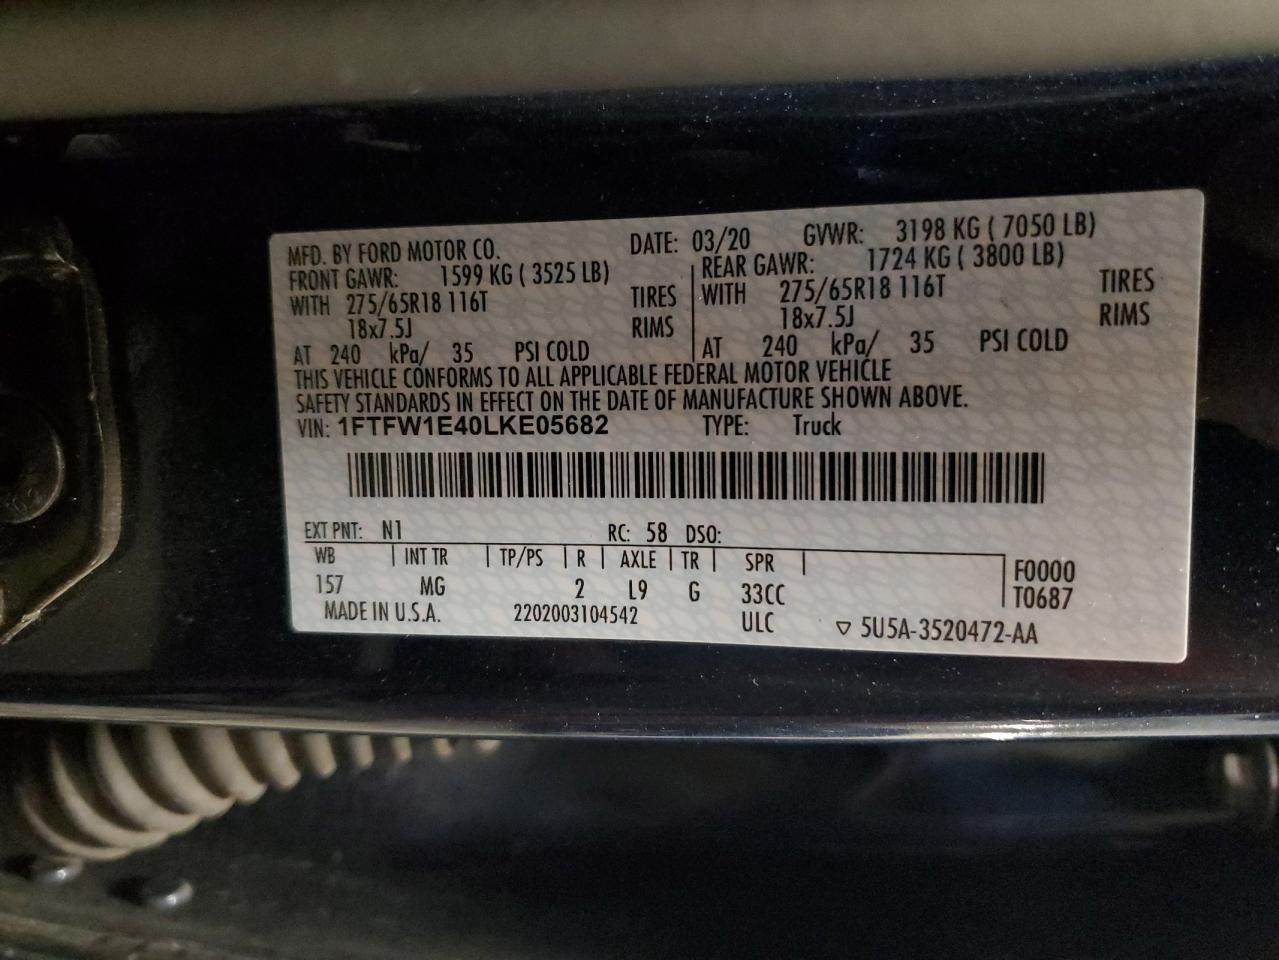 MFD. BY FORD MOTOR CO. DATE: 03/20 GVWR: 3198 KG ( 7050 LB)
FRONT GAWR: 1599 KG ( 3525 LB) REAR GAWR: 1724 KG ( 3800 LB)
WITH 275/65R18 116T TIRES WITH 275/65R18 116T TIRES
18x7.5J RIMS 18x7.5J RIMS
AT 240 kPa/ 35 PSI COLD AT 240 kPa/ 35 PSI COLD
THIS VEHICLE CONFORMS TO ALL APPLICABLE FEDERAL MOTOR VEHICLE
SAFETY STANDARDS IN EFFECT ON THE DATE OF MANUFACTURE SHOWN ABOVE.
VIN: 1FTFW1E40LKE05682 TYPE: Truck
EXT PNT: N1 RC: 58 DSO:
WB INT TR TP/PS R AXLE TR SPR F0000
157 MG 2 L9 G 33CC T0687
MADE IN U.S.A. 2202003104542 ULC ▽ 5U5A-3520472-AA